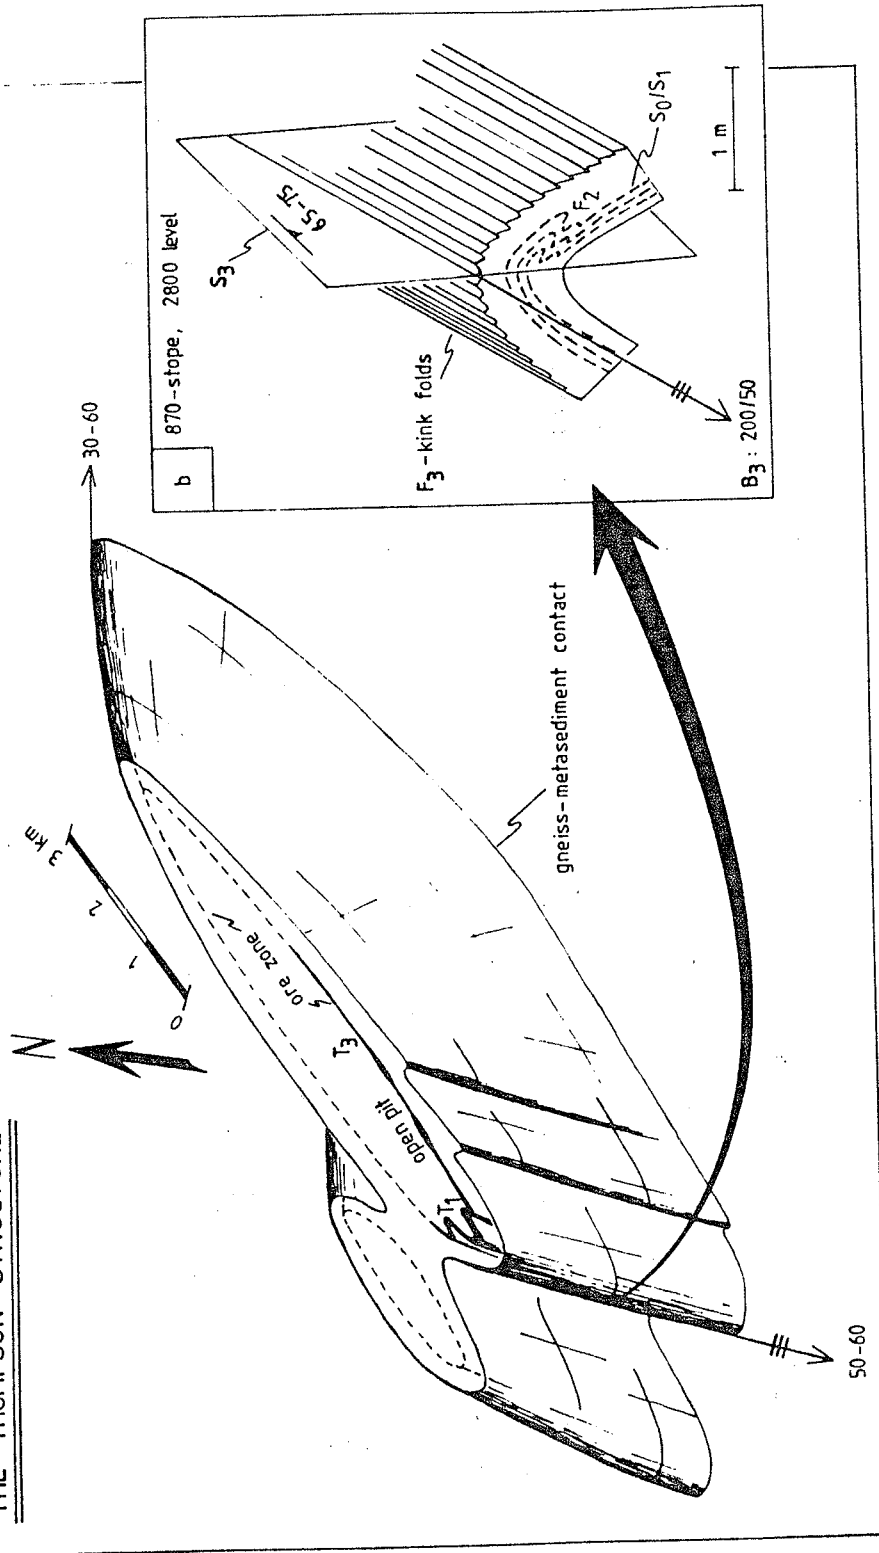 THE THOMPSON STRUCTURE
N
0 1 2 3 km
30-60
ore zone
T3
open pit
T1
gneiss-metasediment contact
50-60
b
870-stope, 2800 level
S3
65-75
F3-kink folds
F2
S0/S1
1 m
B3: 200/50